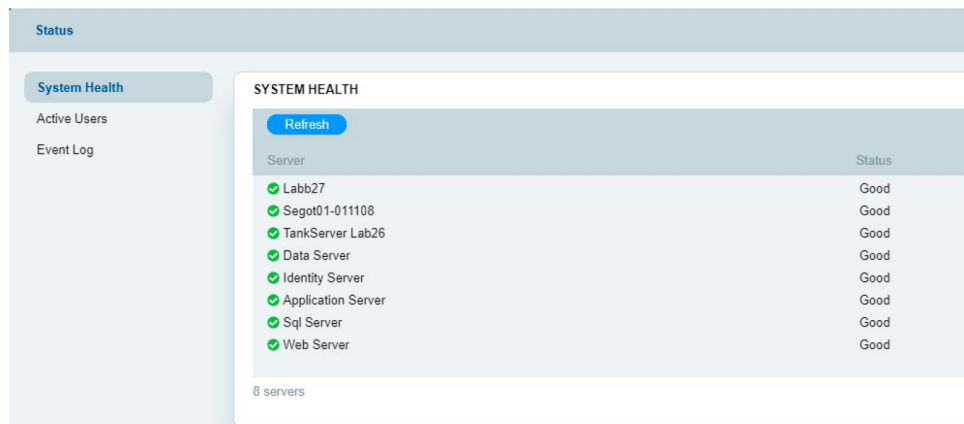 Status
System Health
Active Users
Event Log
SYSTEM HEALTH
Refresh
Server Status
Labb27 Good
Segot01-011108 Good
TankServer Lab26 Good
Data Server Good
Identity Server Good
Application Server Good
Sql Server Good
Web Server Good
8 servers